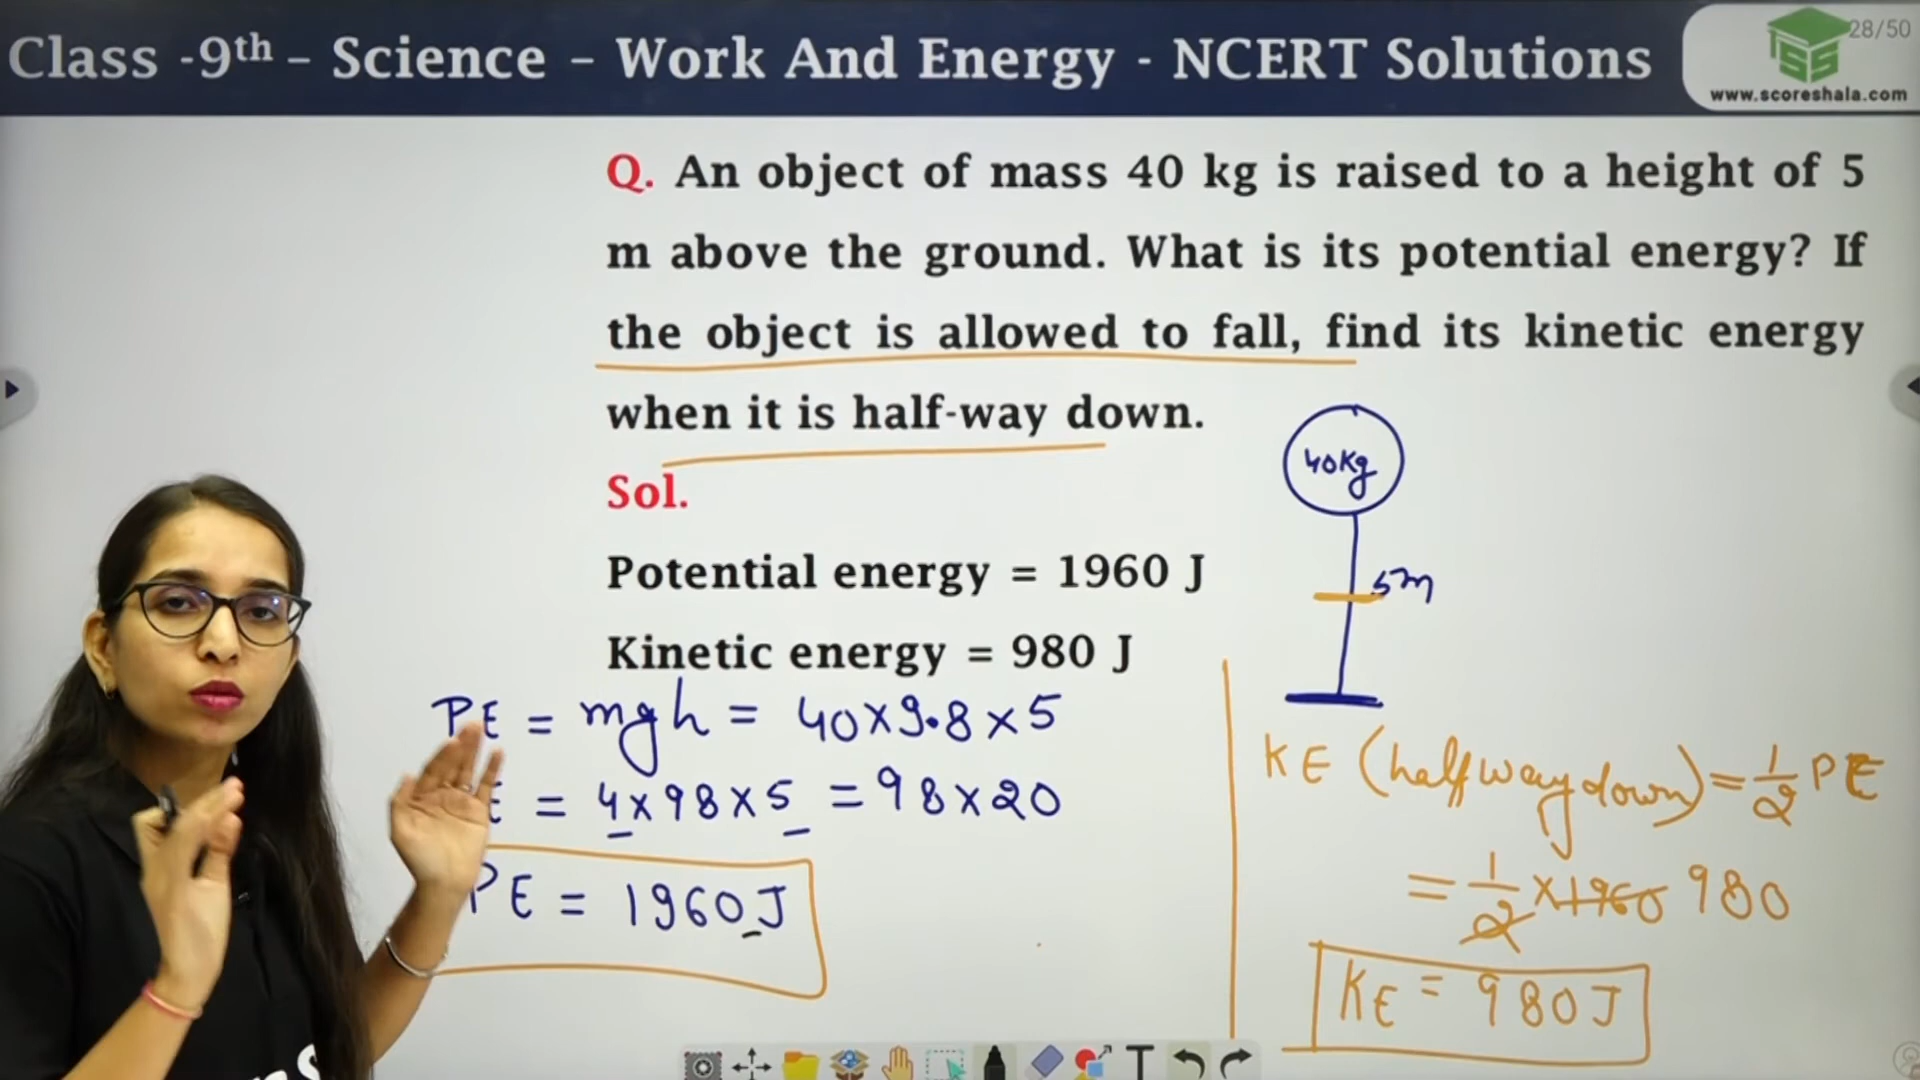 Class -9th – Science – Work And Energy - NCERT Solutions
28/50
www.scoreshala.com
Q. An object of mass 40 kg is raised to a height of 5
m above the ground. What is its potential energy? If
the object is allowed to fall, find its kinetic energy
when it is half-way down.
Sol.
40Kg
5m
Potential energy = 1960 J
Kinetic energy = 980 J
PE = mgh = 40×9.8×5
E = 4×98×5 = 98×20
PE = 1960J
KE (half way down) = 1/2 PE
= 1/2 × 1960 980
KE = 980J